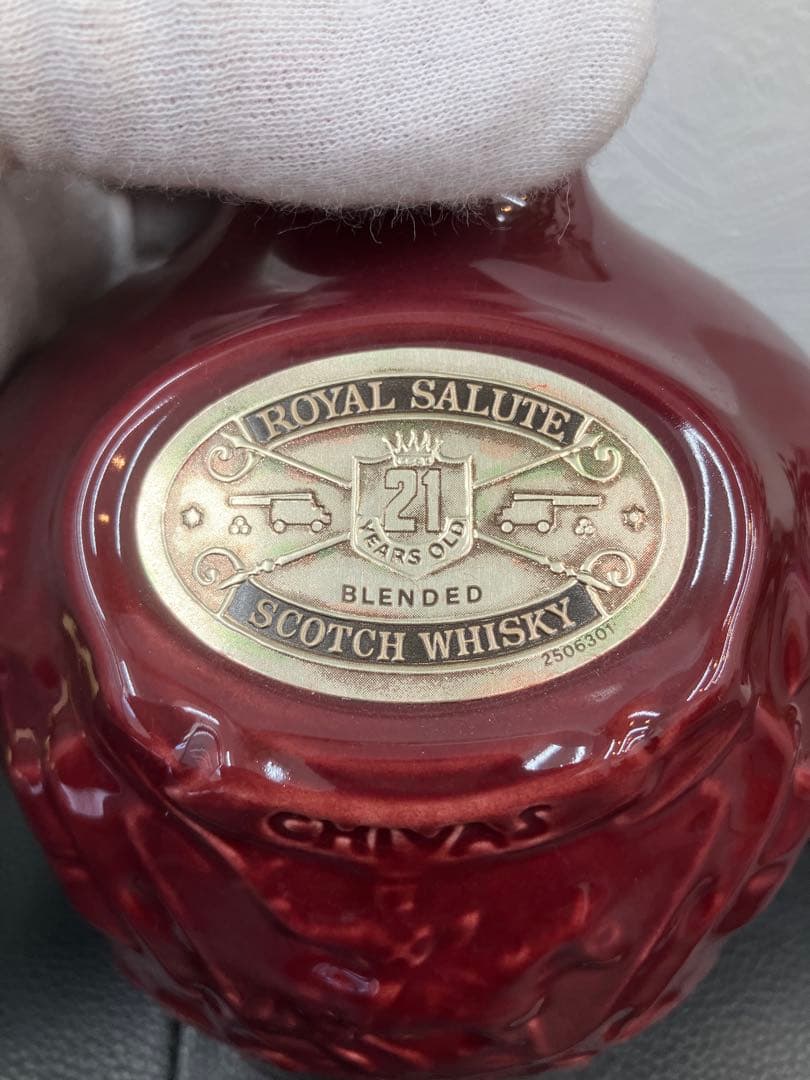 ROYAL SALUTE
21
YEARS OLD
BLENDED
SCOTCH WHISKY
2506301
CHIVAS